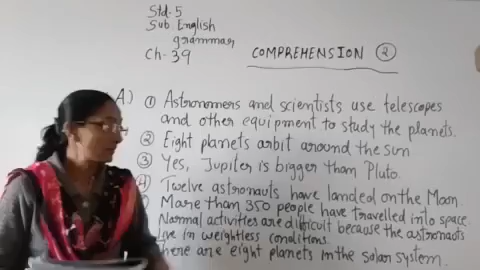 Std. 5
Sub. English
grammar
Ch. 39
COMPREHENSION ②
A) ① Astronomers and scientists use telescopes
and other equipment to study the planets.
② Eight planets orbit around the sun
③ Yes, Jupiter is bigger than Pluto.
④ Twelve astronauts have landed on the Moon.
More than 350 people have travelled into space.
Normal activities are difficult because the astronauts
live in weightless conditions.
here are eight planets in the solar system.